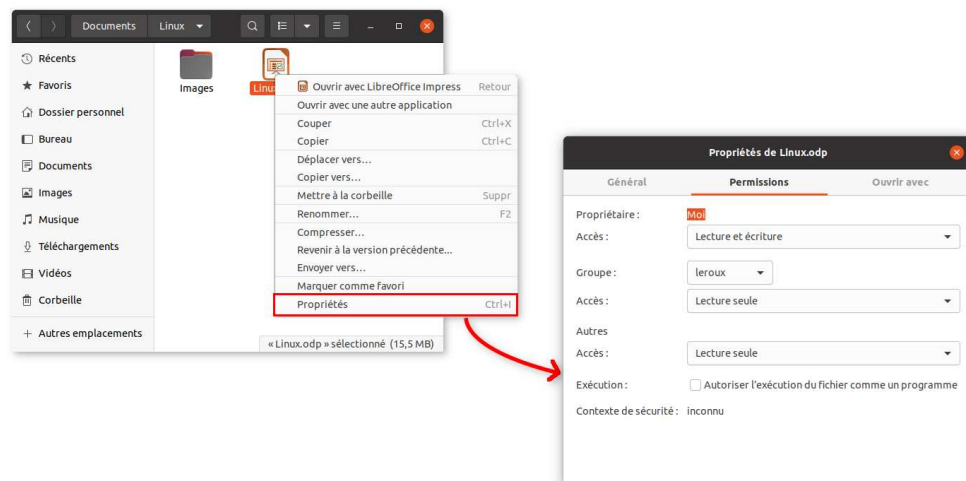 Documents Linux
Récents
Favoris
Dossier personnel
Bureau
Documents
Images
Musique
Téléchargements
Vidéos
Corbeille
+ Autres emplacements
Images
Linu
Ouvrir avec LibreOffice Impress Retour
Ouvrir avec une autre application
Couper Ctrl+X
Copier Ctrl+C
Déplacer vers…
Copier vers…
Mettre à la corbeille Suppr
Renommer… F2
Compresser…
Revenir à la version précédente…
Envoyer vers…
Marquer comme favori
Propriétés Ctrl+I
« Linux.odp » sélectionné (15,5 MB)
Propriétés de Linux.odp
Général Permissions Ouvrir avec
Propriétaire : Moi
Accès : Lecture et écriture
Groupe : leroux
Accès : Lecture seule
Autres
Accès : Lecture seule
Exécution : Autoriser l'exécution du fichier comme un programme
Contexte de sécurité : inconnu